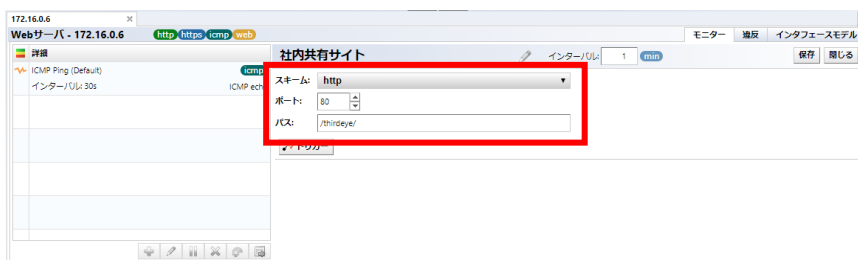 172.16.0.6 ×
Webサーバ - 172.16.0.6 http https icmp web モニター 違反 インタフェースモデル
詳細 社内共有サイト インターバル: 1 min 保存 閉じる
ICMP Ping (Default) icmp
インターバル: 30s ICMP ech
スキーム: http
ポート: 80
パス: /thirdeye/
トリガー